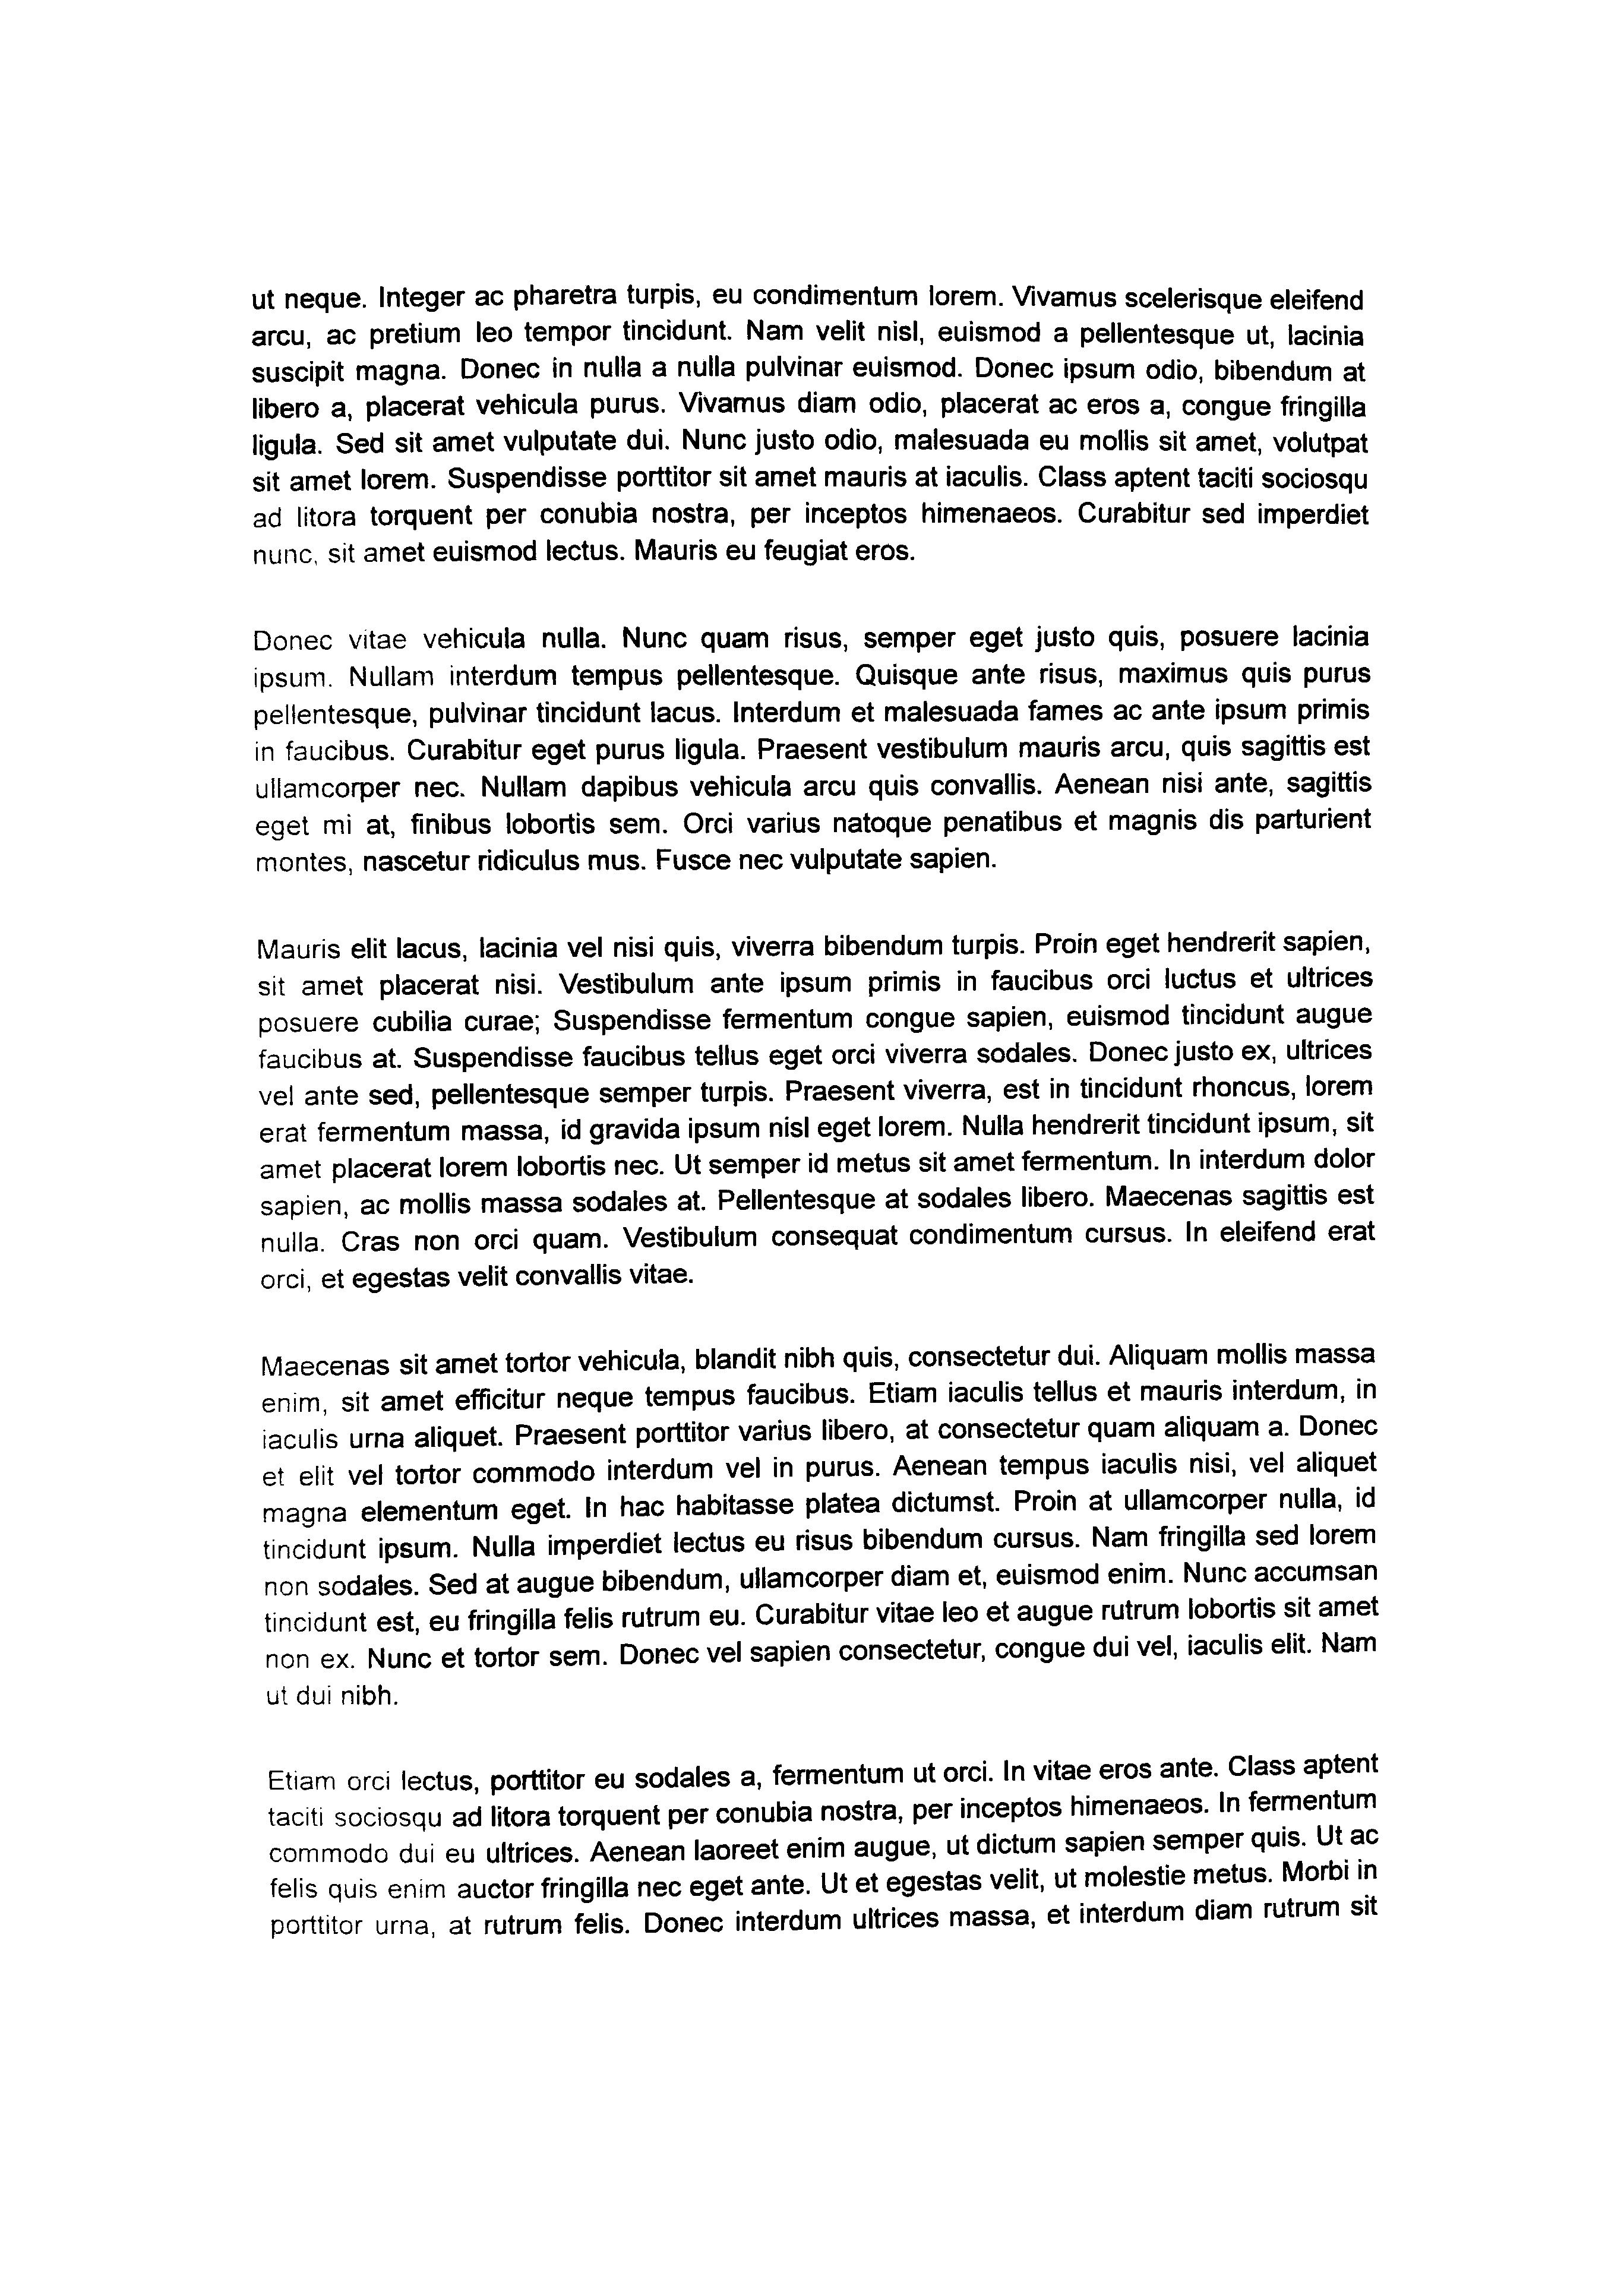 ut neque. Integer ac pharetra turpis, eu condimentum lorem. Vivamus scelerisque eleifend
arcu, ac pretium leo tempor tincidunt. Nam velit nisl, euismod a pellentesque ut, lacinia
suscipit magna. Donec in nulla a nulla pulvinar euismod. Donec ipsum odio, bibendum at
libero a, placerat vehicula purus. Vivamus diam odio, placerat ac eros a, congue fringilla
ligula. Sed sit amet vulputate dui. Nunc justo odio, malesuada eu mollis sit amet, volutpat
sit amet lorem. Suspendisse porttitor sit amet mauris at iaculis. Class aptent taciti sociosqu
ad litora torquent per conubia nostra, per inceptos himenaeos. Curabitur sed imperdiet
nunc, sit amet euismod lectus. Mauris eu feugiat eros.
Donec vitae vehicula nulla. Nunc quam risus, semper eget justo quis, posuere lacinia
ipsum. Nullam interdum tempus pellentesque. Quisque ante risus, maximus quis purus
pellentesque, pulvinar tincidunt lacus. Interdum et malesuada fames ac ante ipsum primis
in faucibus. Curabitur eget purus ligula. Praesent vestibulum mauris arcu, quis sagittis est
ullamcorper nec. Nullam dapibus vehicula arcu quis convallis. Aenean nisi ante, sagittis
eget mi at, finibus lobortis sem. Orci varius natoque penatibus et magnis dis parturient
montes, nascetur ridiculus mus. Fusce nec vulputate sapien.
Mauris elit lacus, lacinia vel nisi quis, viverra bibendum turpis. Proin eget hendrerit sapien,
sit amet placerat nisi. Vestibulum ante ipsum primis in faucibus orci luctus et ultrices
posuere cubilia curae; Suspendisse fermentum congue sapien, euismod tincidunt augue
faucibus at. Suspendisse faucibus tellus eget orci viverra sodales. Donec justo ex, ultrices
vel ante sed, pellentesque semper turpis. Praesent viverra, est in tincidunt rhoncus, lorem
erat fermentum massa, id gravida ipsum nisl eget lorem. Nulla hendrerit tincidunt ipsum, sit
amet placerat lorem lobortis nec. Ut semper id metus sit amet fermentum. In interdum dolor
sapien, ac mollis massa sodales at. Pellentesque at sodales libero. Maecenas sagittis est
nulla. Cras non orci quam. Vestibulum consequat condimentum cursus. In eleifend erat
orci, et egestas velit convallis vitae.
Maecenas sit amet tortor vehicula, blandit nibh quis, consectetur dui. Aliquam mollis massa
enim, sit amet efficitur neque tempus faucibus. Etiam iaculis tellus et mauris interdum, in
iaculis urna aliquet. Praesent porttitor varius libero, at consectetur quam aliquam a. Donec
et elit vel tortor commodo interdum vel in purus. Aenean tempus iaculis nisi, vel aliquet
magna elementum eget. In hac habitasse platea dictumst. Proin at ullamcorper nulla, id
tincidunt ipsum. Nulla imperdiet lectus eu risus bibendum cursus. Nam fringilla sed lorem
non sodales. Sed at augue bibendum, ullamcorper diam et, euismod enim. Nunc accumsan
tincidunt est, eu fringilla felis rutrum eu. Curabitur vitae leo et augue rutrum lobortis sit amet
non ex. Nunc et tortor sem. Donec vel sapien consectetur, congue dui vel, iaculis elit. Nam
ut dui nibh.
Etiam orci lectus, porttitor eu sodales a, fermentum ut orci. In vitae eros ante. Class aptent
taciti sociosqu ad litora torquent per conubia nostra, per inceptos himenaeos. In fermentum
commodo dui eu ultrices. Aenean laoreet enim augue, ut dictum sapien semper quis. Ut ac
felis quis enim auctor fringilla nec eget ante. Ut et egestas velit, ut molestie metus. Morbi in
porttitor urna, at rutrum felis. Donec interdum ultrices massa, et interdum diam rutrum sit